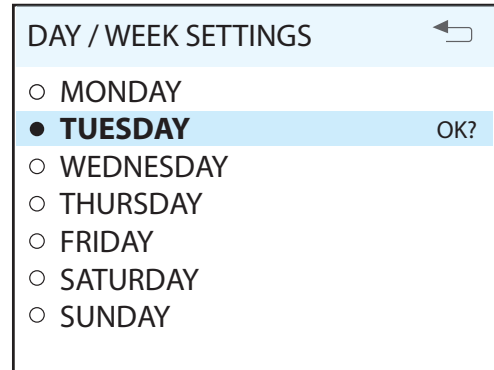 DAY / WEEK SETTINGS
MONDAY
TUESDAY OK?
WEDNESDAY
THURSDAY
FRIDAY
SATURDAY
SUNDAY